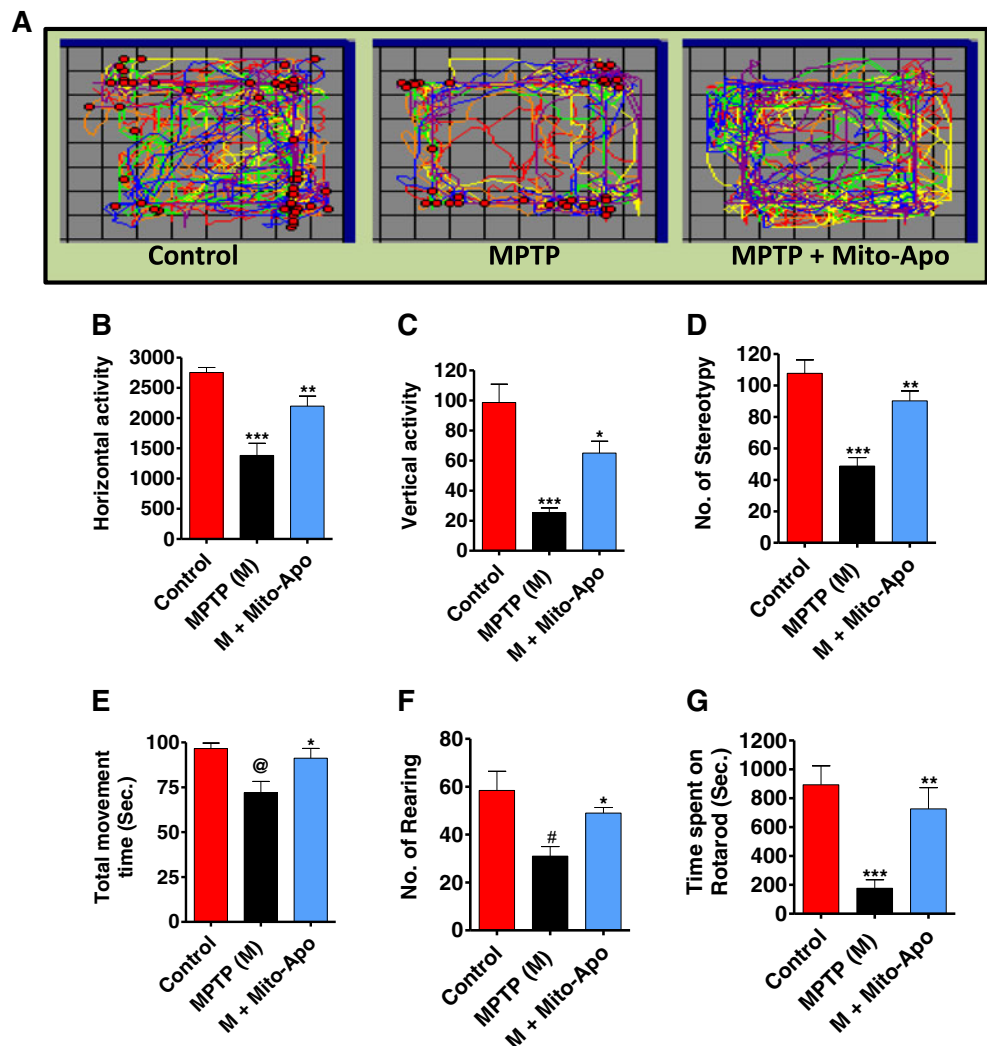 A
Control
MPTP
MPTP + Mito-Apo
B
Horizontal activity
3000
2500
2000
1500
1000
500
0
***
**
Control
MPTP (M)
M + Mito-Apo
C
Vertical activity
120
100
80
60
40
20
0
***
*
Control
MPTP (M)
M + Mito-Apo
D
No. of Stereotypy
120
100
80
60
40
20
0
***
**
Control
MPTP (M)
M + Mito-Apo
E
Total movement
time (Sec.)
100
75
50
25
0
@
*
Control
MPTP (M)
M + Mito-Apo
F
No. of Rearing
80
60
40
20
0
#
*
Control
MPTP (M)
M + Mito-Apo
G
Time spent on
Rotarod (Sec.)
1200
1000
800
600
400
200
0
***
**
Control
MPTP (M)
M + Mito-Apo